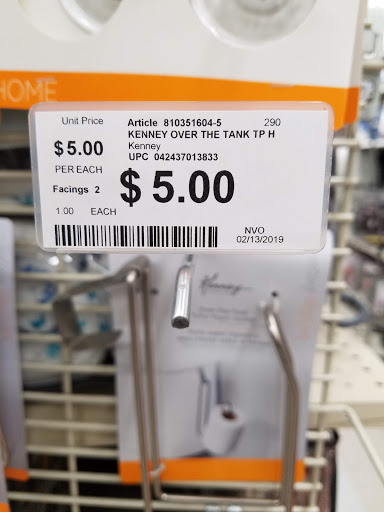 HOME
Unit Price
Article 810351604-5 290
KENNEY OVER THE TANK TP H
Kenney
UPC 042437013833
$5.00
PER EACH
Facings 2
$5.00
1.00 EACH
NVO
02/13/2019
Kenney